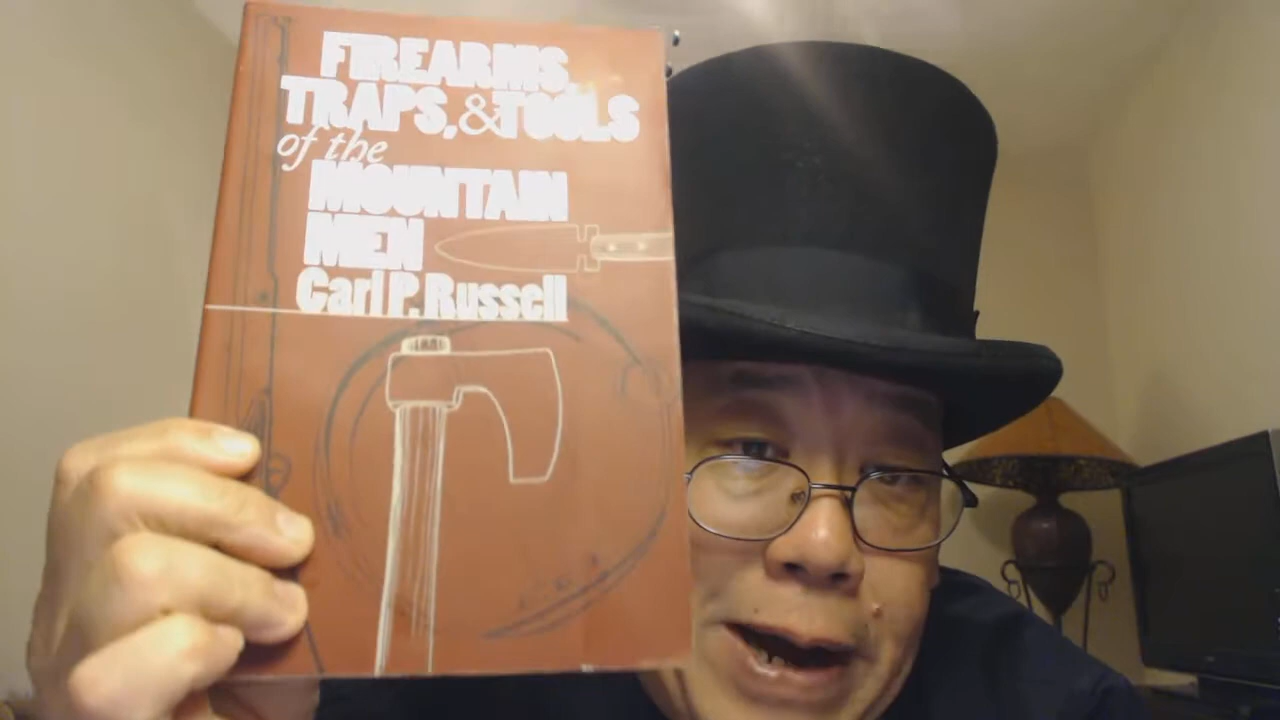 FIREARMS,
TRAPS, & TOOLS
of the
MOUNTAIN
MEN
Carl P. Russell